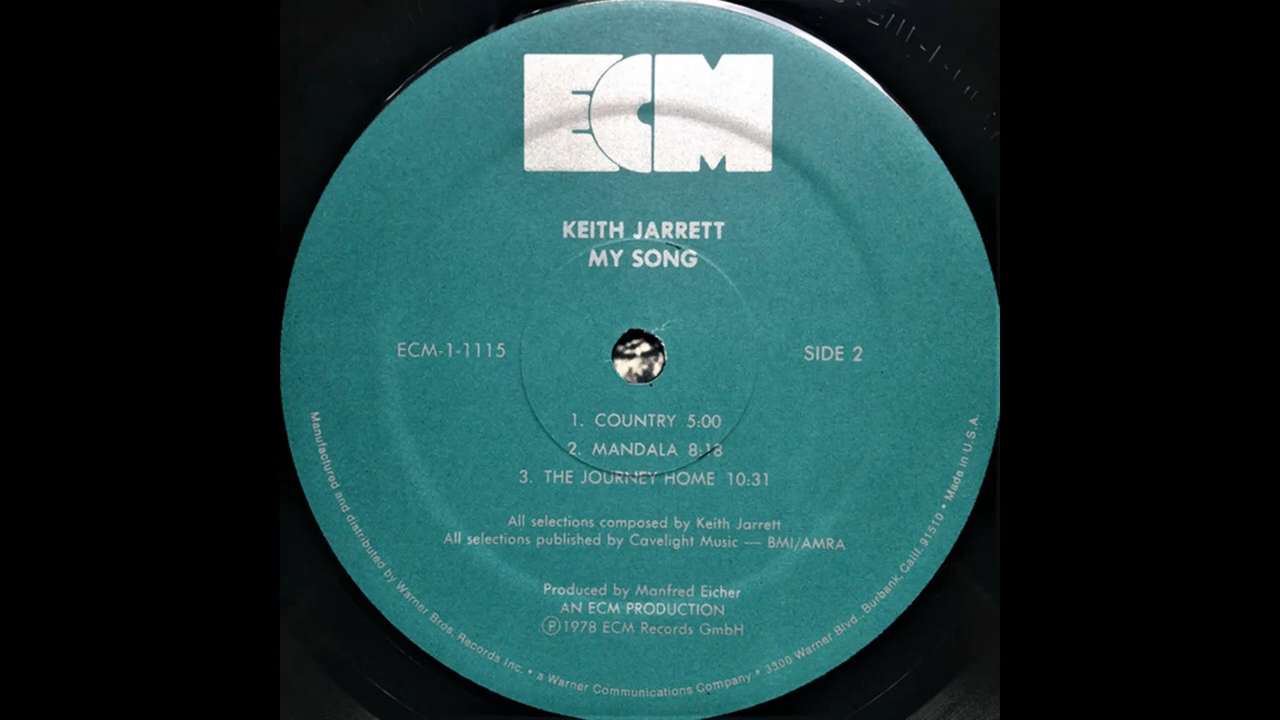 ECM
KEITH JARRETT
MY SONG
ECM-1-1115
SIDE 2
1. COUNTRY 5:00
2. MANDALA 8:18
3. THE JOURNEY HOME 10:31
All selections composed by Keith Jarrett
All selections published by Cavelight Music — BMI/AMRA
Produced by Manfred Eicher
AN ECM PRODUCTION
Ⓟ1978 ECM Records GmbH
Manufactured and distributed by Warner Bros. Records Inc. • a Warner Communications Company • 3300 Warner Blvd., Burbank, Calif. 91510 • Made in U.S.A.